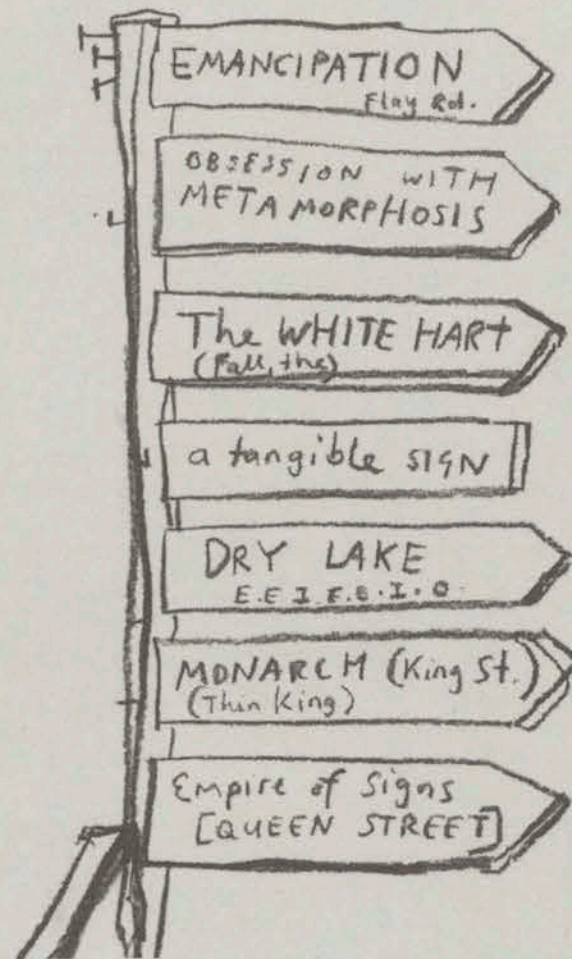 EMANCIPATION
Flay Rd.
OBSESSION WITH
METAMORPHOSIS
The WHITE HART
(Fall, the)
a tangible SIGN
DRY LAKE
E.E I.E.E.I.O.
MONARCH (King St.)
(Thin King)
Empire of Signs
[QUEEN STREET]